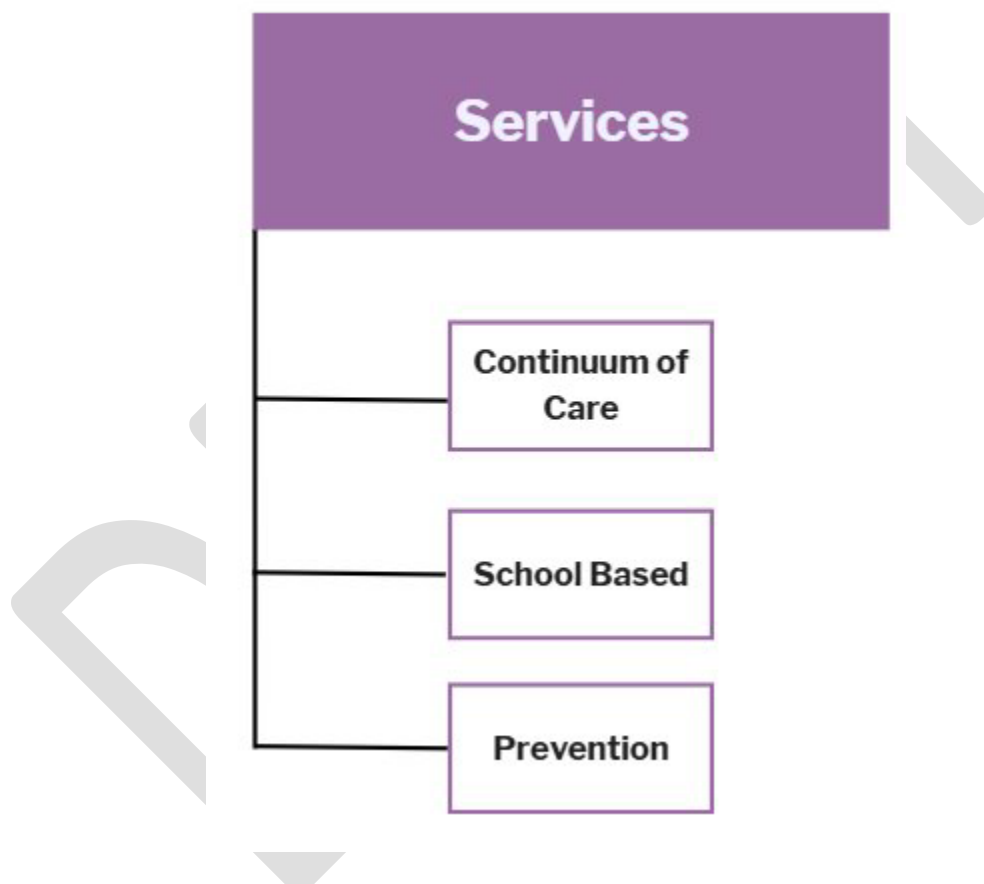 Services
Continuum of
Care
School Based
Prevention